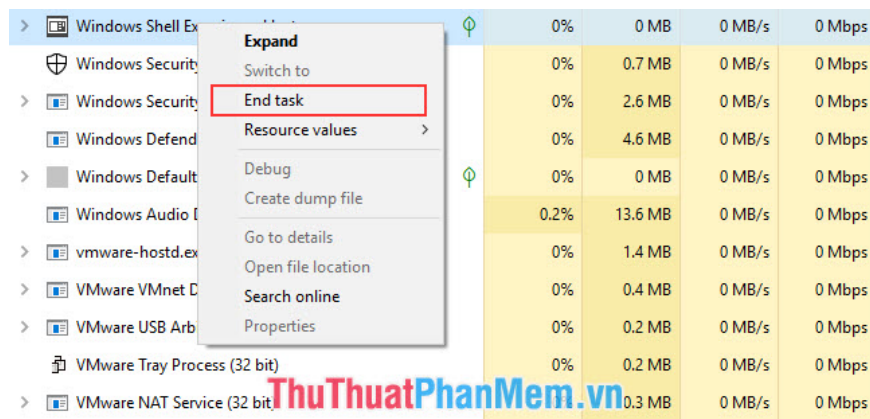 Windows Shell Ex 0% 0 MB 0 MB/s 0 Mbps
Expand
Windows Security 0% 0.7 MB 0 MB/s 0 Mbps
Switch to
Windows Security 0% 2.6 MB 0 MB/s 0 Mbps
End task
Windows Defend 0% 4.6 MB 0 MB/s 0 Mbps
Resource values
Windows Default 0% 0 MB 0 MB/s 0 Mbps
Debug
Create dump file
Windows Audio D 0.2% 13.6 MB 0 MB/s 0 Mbps
Go to details
vmware-hostd.ex 0% 1.4 MB 0 MB/s 0 Mbps
Open file location
VMware VMnet D 0% 0.4 MB 0 MB/s 0 Mbps
Search online
VMware USB Arb 0% 0.2 MB 0 MB/s 0 Mbps
Properties
VMware Tray Process (32 bit) 0% 0.2 MB 0 MB/s 0 Mbps
VMware NAT Service (32 bit) 0.3 MB 0 MB/s 0 Mbps
ThuThuatPhanMem.vn